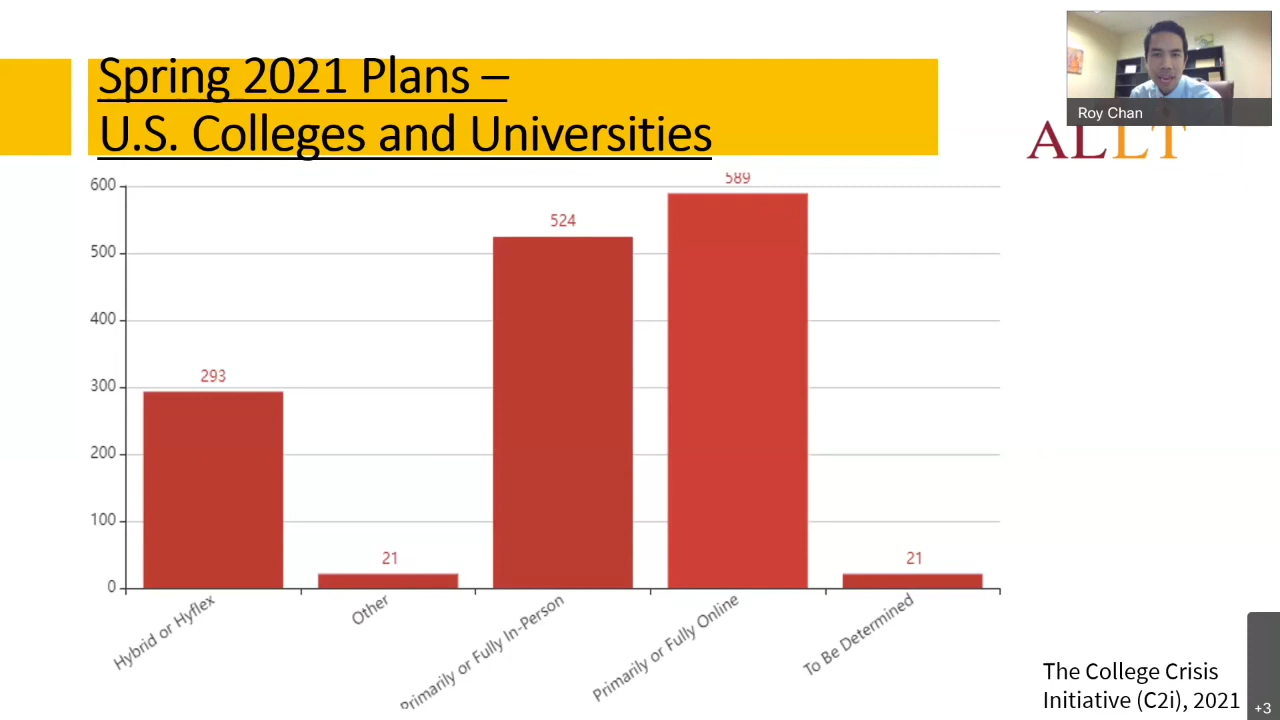 Spring 2021 Plans –
U.S. Colleges and Universities
Roy Chan
ALLT
600
500
400
300
200
100
0
293
21
524
589
21
Hybrid or Hyflex
Other
Primarily or Fully In-Person
Primarily or Fully Online
To Be Determined
The College Crisis
Initiative (C2i), 2021
+3